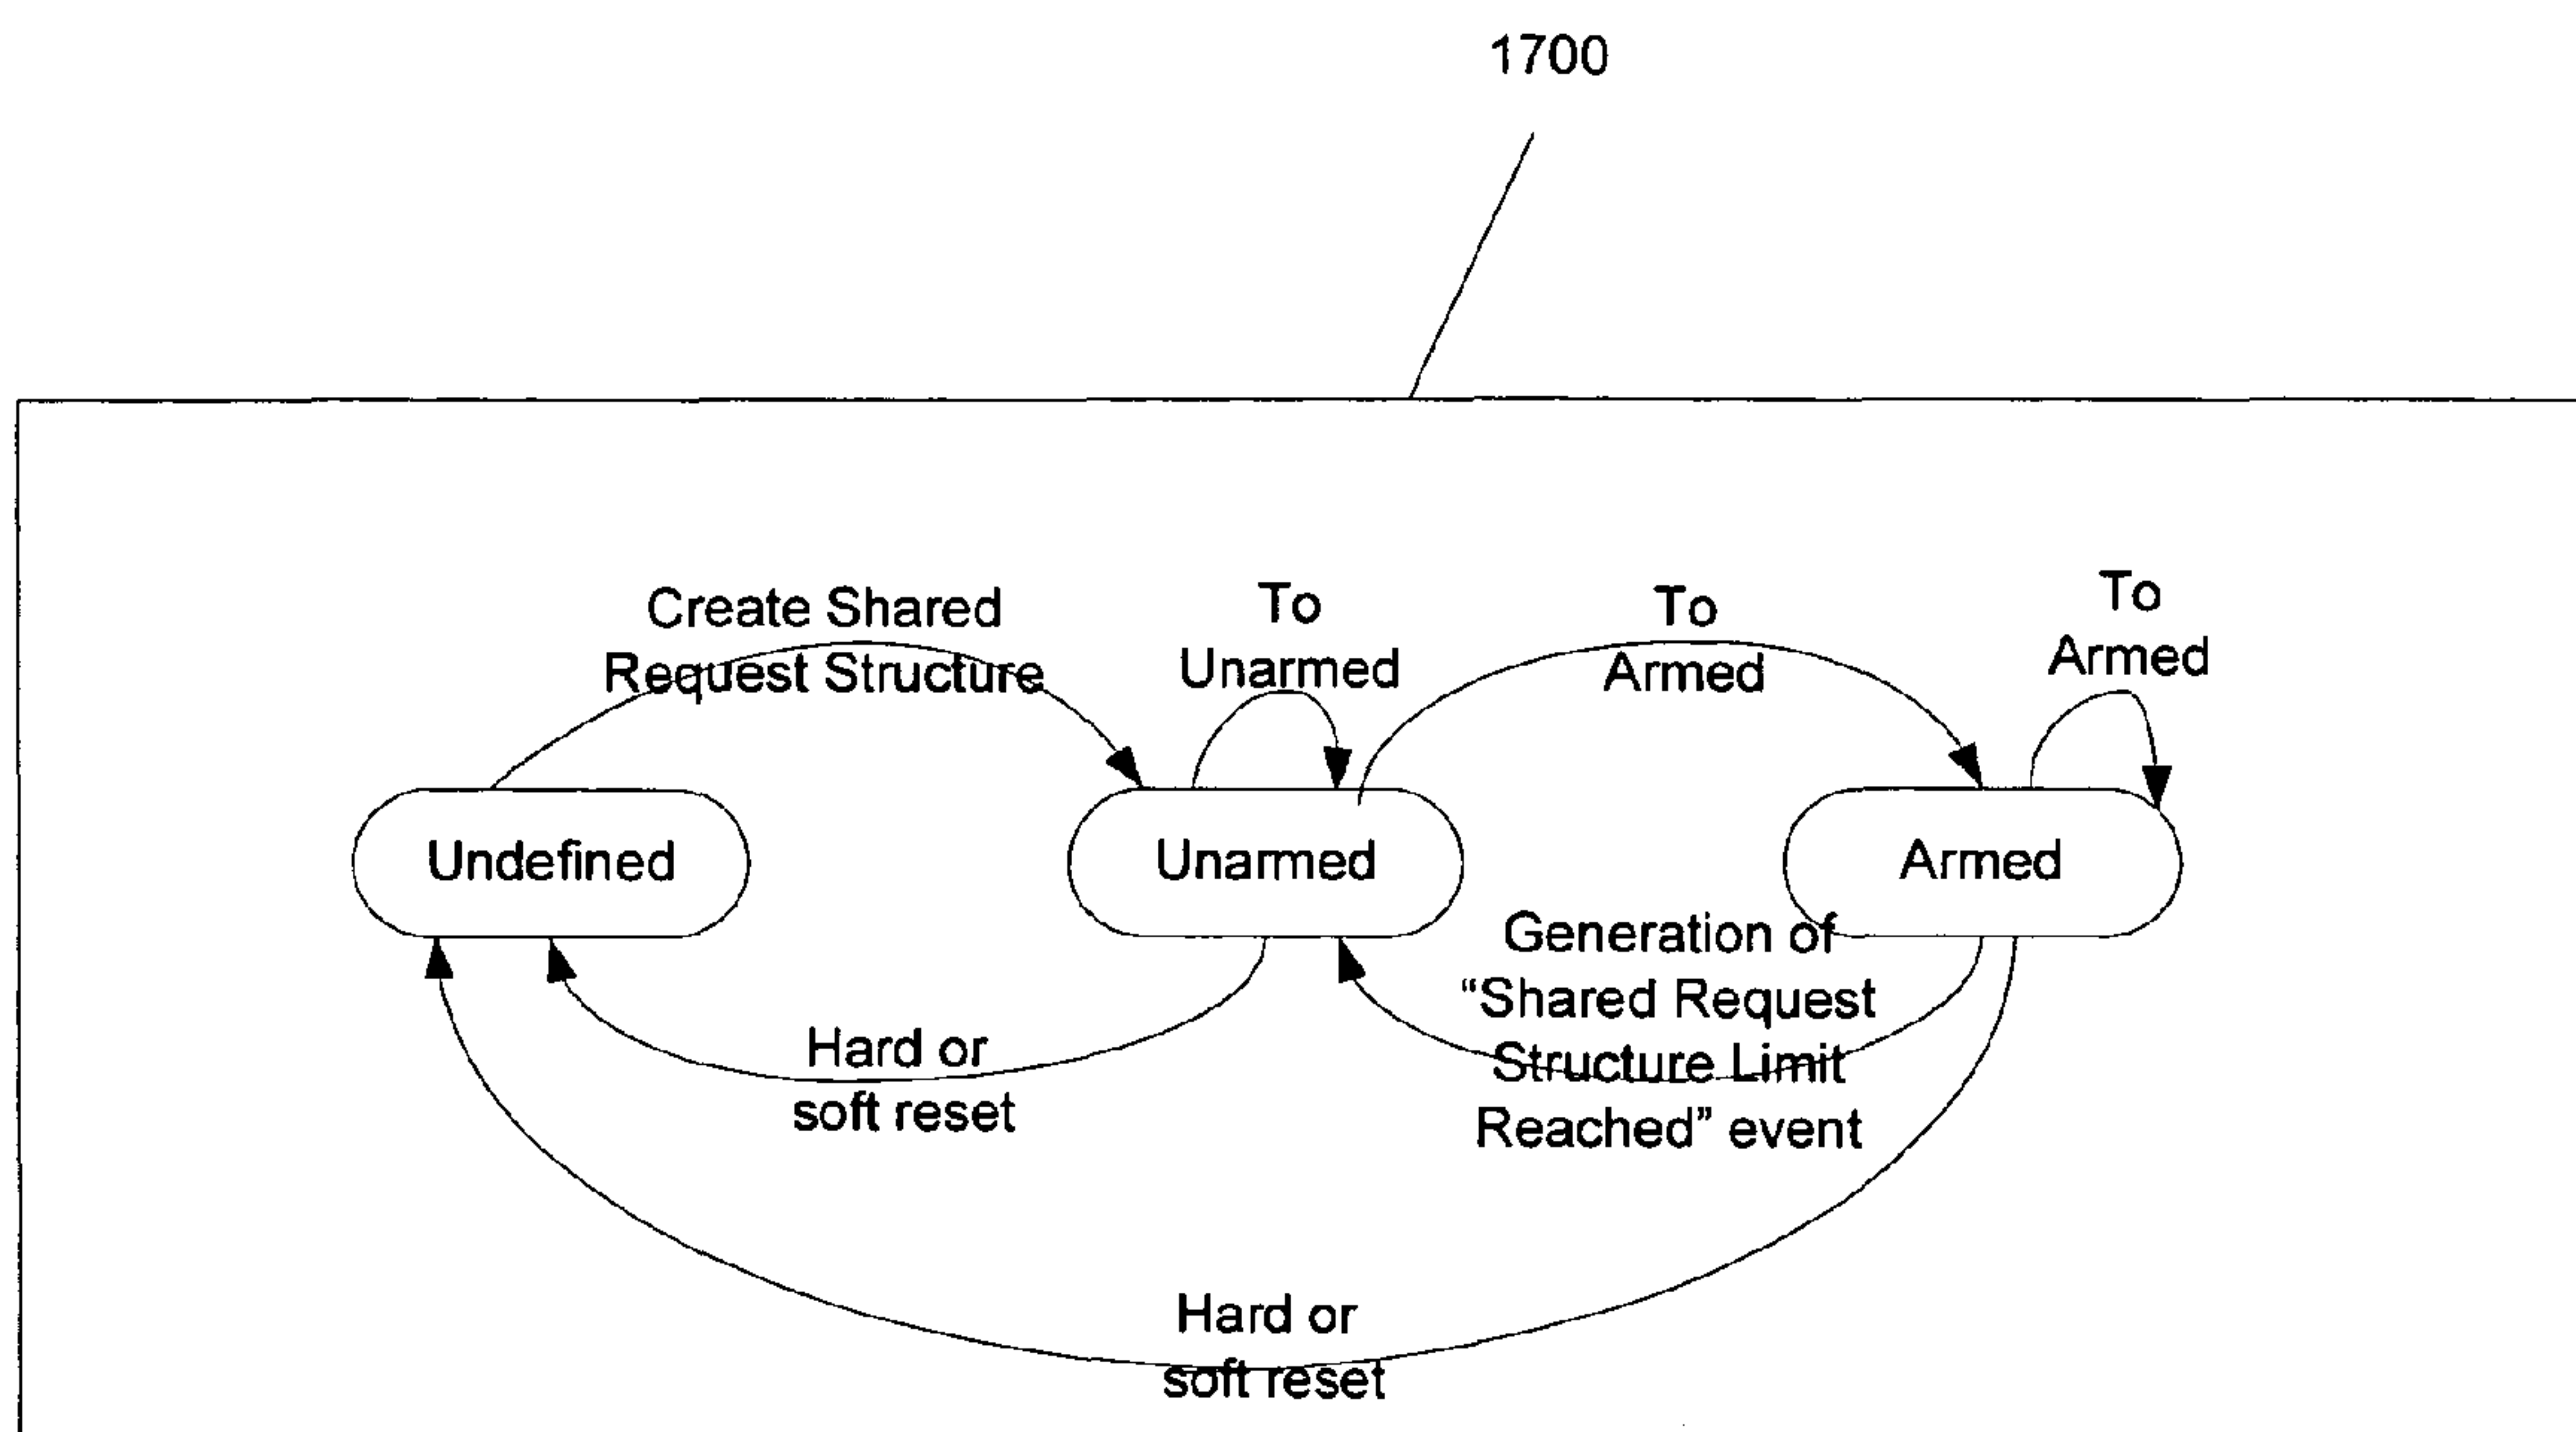 1700
Create Shared
Request Structure
To
Unarmed
To
Armed
To
Armed
Undefined
Unarmed
Armed
Generation of
“Shared Request
Structure Limit
Reached” event
Hard or
soft reset
Hard or
soft reset